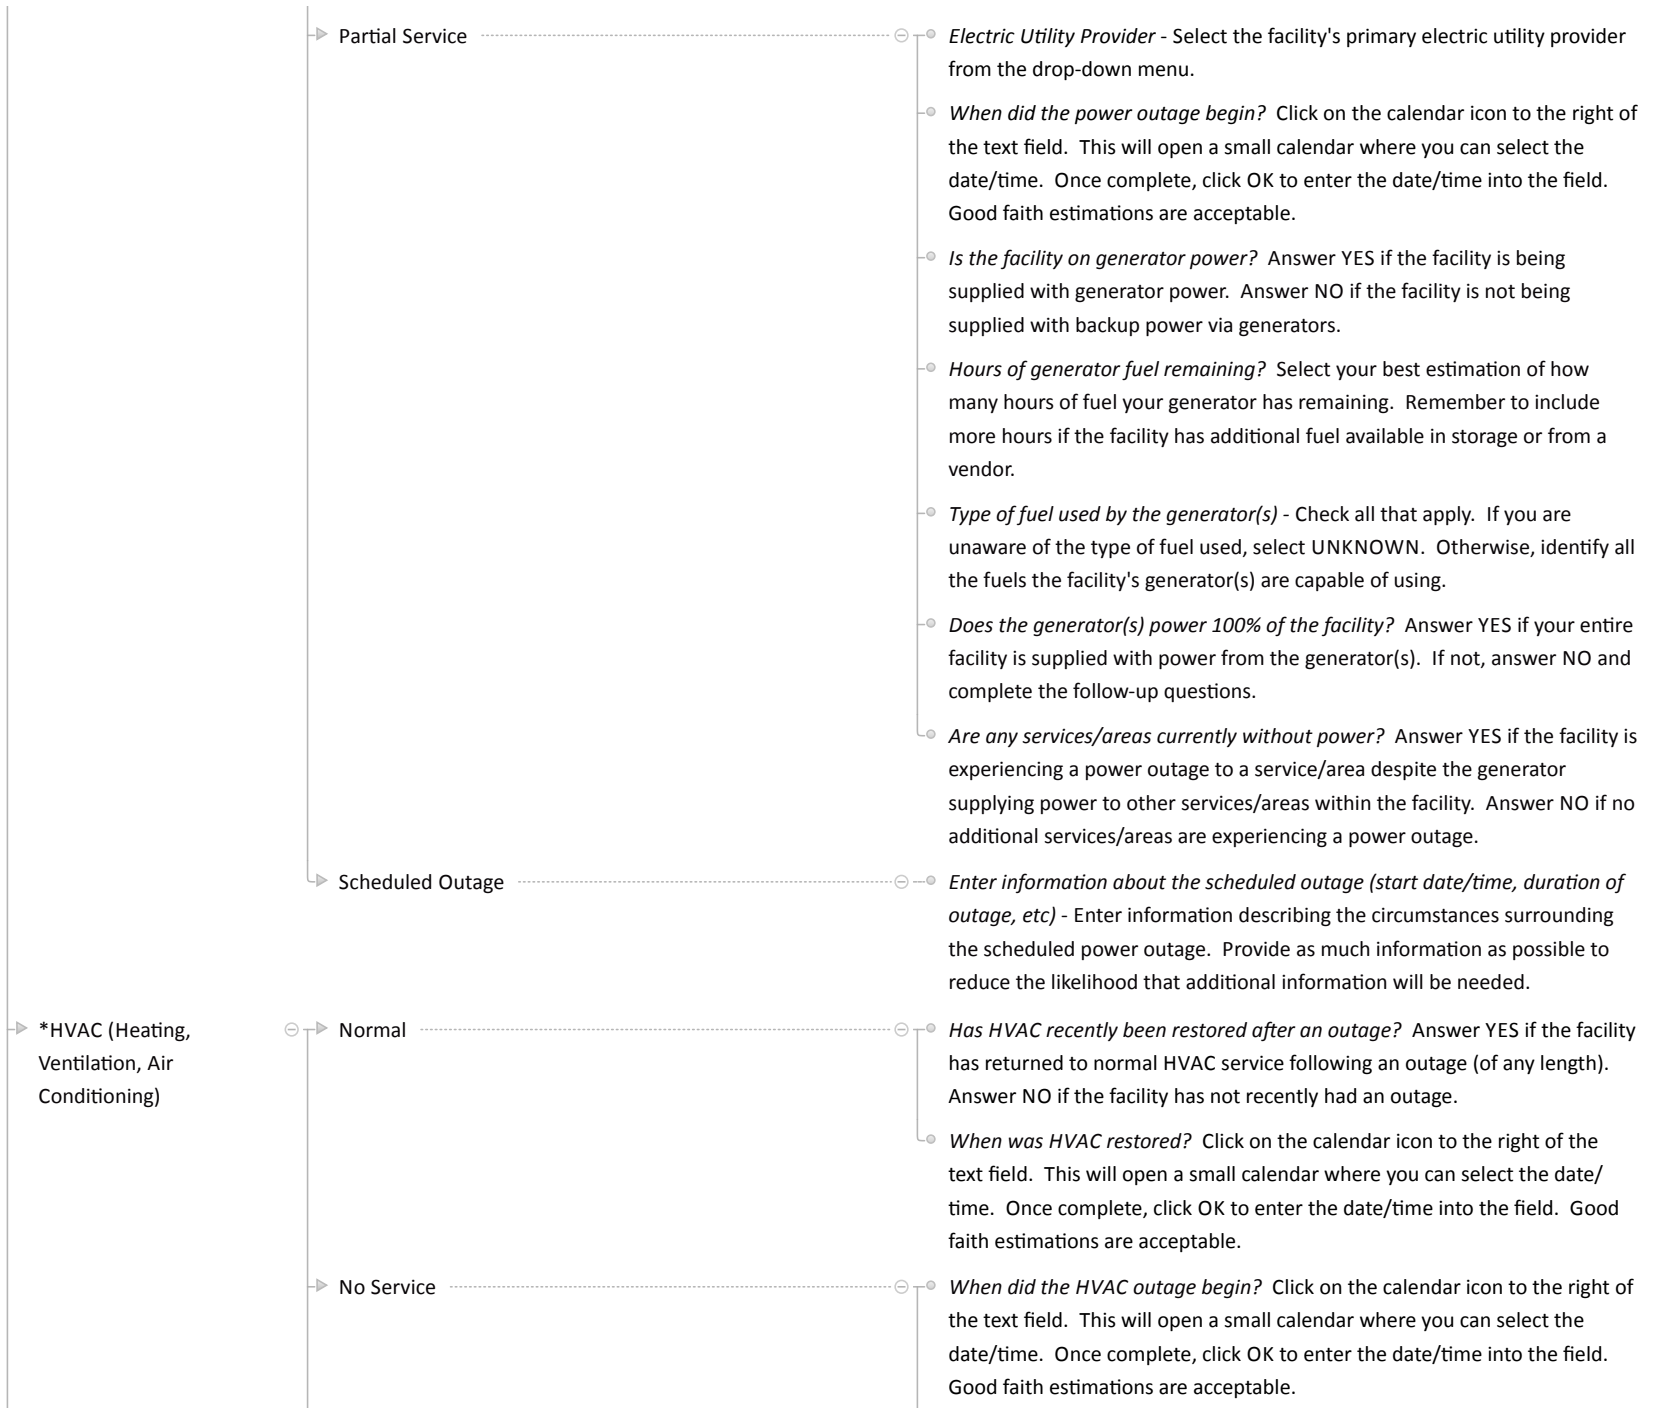 Partial Service
Electric Utility Provider - Select the facility's primary electric utility provider
from the drop-down menu.
When did the power outage begin?  Click on the calendar icon to the right of
the text field.  This will open a small calendar where you can select the
date/time.  Once complete, click OK to enter the date/time into the field.
Good faith estimations are acceptable.
Is the facility on generator power?  Answer YES if the facility is being
supplied with generator power.  Answer NO if the facility is not being
supplied with backup power via generators.
Hours of generator fuel remaining?  Select your best estimation of how
many hours of fuel your generator has remaining.  Remember to include
more hours if the facility has additional fuel available in storage or from a
vendor.
Type of fuel used by the generator(s) - Check all that apply.  If you are
unaware of the type of fuel used, select UNKNOWN.  Otherwise, identify all
the fuels the facility's generator(s) are capable of using.
Does the generator(s) power 100% of the facility?  Answer YES if your entire
facility is supplied with power from the generator(s).  If not, answer NO and
complete the follow-up questions.
Are any services/areas currently without power?  Answer YES if the facility is
experiencing a power outage to a service/area despite the generator
supplying power to other services/areas within the facility.  Answer NO if no
additional services/areas are experiencing a power outage.
Scheduled Outage
Enter information about the scheduled outage (start date/time, duration of
outage, etc) - Enter information describing the circumstances surrounding
the scheduled power outage.  Provide as much information as possible to
reduce the likelihood that additional information will be needed.
*HVAC (Heating,
Ventilation, Air
Conditioning)
Normal
Has HVAC recently been restored after an outage?  Answer YES if the facility
has returned to normal HVAC service following an outage (of any length).
Answer NO if the facility has not recently had an outage.
When was HVAC restored?  Click on the calendar icon to the right of the
text field.  This will open a small calendar where you can select the date/
time.  Once complete, click OK to enter the date/time into the field.  Good
faith estimations are acceptable.
No Service
When did the HVAC outage begin?  Click on the calendar icon to the right of
the text field.  This will open a small calendar where you can select the
date/time.  Once complete, click OK to enter the date/time into the field.
Good faith estimations are acceptable.